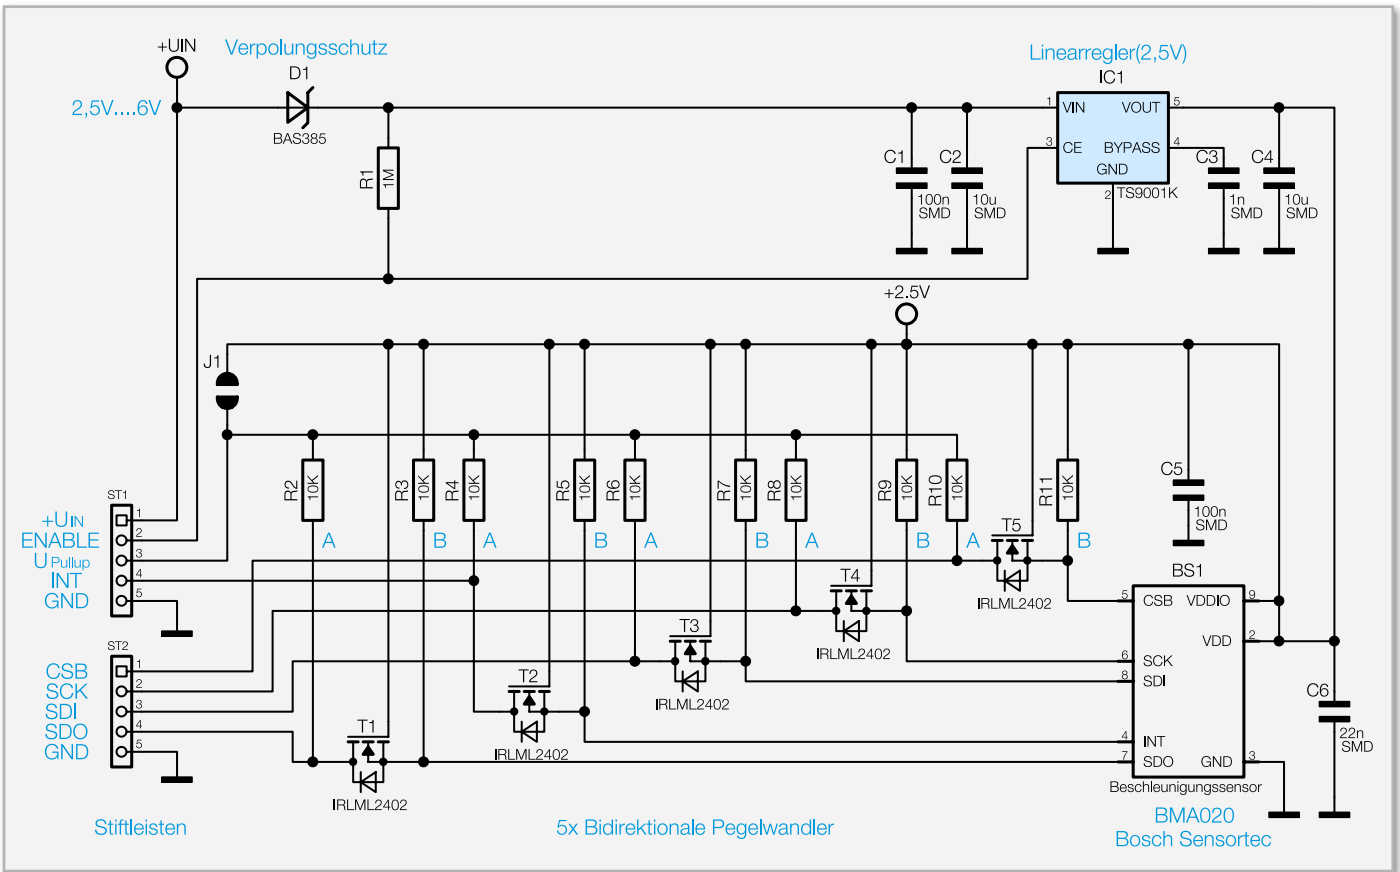 +UIN
Verpolungsschutz
D1
2,5V....6V
BAS385
R1
1M
Linearregler(2,5V)
IC1
1
VIN
VOUT
5
3
CE
BYPASS
4
GND
2
TS9001K
C1
100n
SMD
C2
10u
SMD
C3
1n
SMD
C4
10u
SMD
+2.5V
J1
R2
10K
A
R3
10K
B
R4
10K
A
R5
10K
B
R6
10K
A
R7
10K
B
R8
10K
A
R9
10K
B
R10
10K
A
R11
10K
B
C5
100n
SMD
ST1
+UIN
1
ENABLE
2
U Pullup
3
INT
4
GND
5
ST2
CSB
1
SCK
2
SDI
3
SDO
4
GND
5
T5
IRLML2402
T4
IRLML2402
T3
IRLML2402
T2
IRLML2402
T1
IRLML2402
BS1
5
CSB
VDDIO
9
VDD
2
6
SCK
8
SDI
4
INT
7
SDO
GND
3
Beschleunigungssensor
C6
22n
SMD
Stiftleisten
5x Bidirektionale Pegelwandler
BMA020
Bosch Sensortec